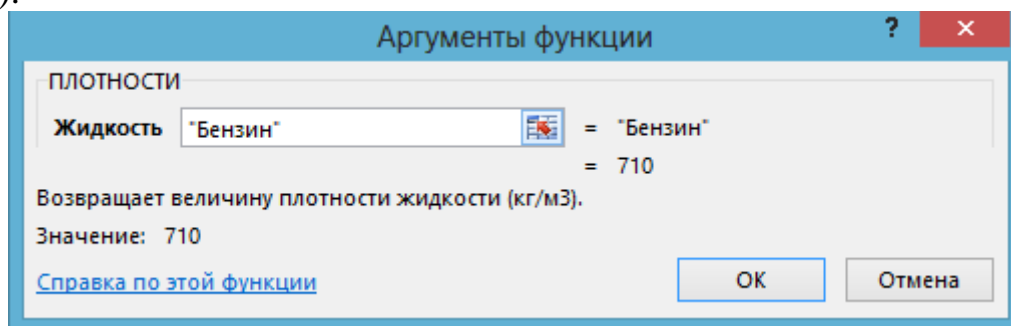 ).
Аргументы функции ? ×
ПЛОТНОСТИ
Жидкость "Бензин" = "Бензин"
= 710
Возвращает величину плотности жидкости (кг/м3).
Значение: 710
Справка по этой функции ОК Отмена